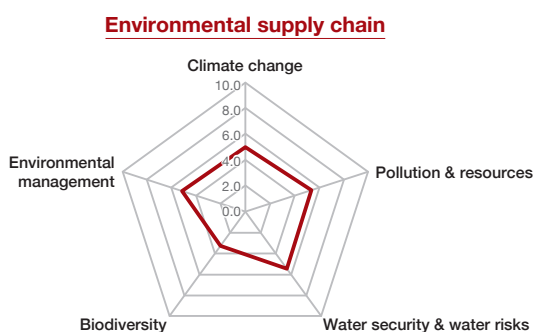 Environmental supply chain
Climate change
10.0
8.0
6.0
4.0
2.0
0.0
Environmental
management
Pollution & resources
Biodiversity
Water security & water risks